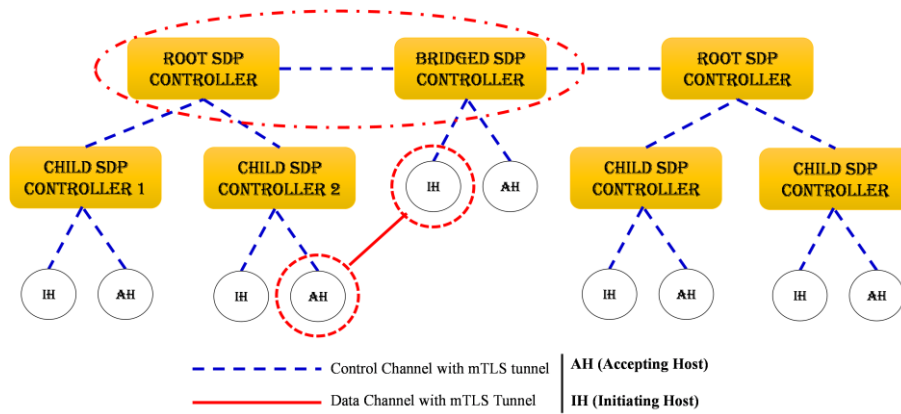 ROOT SDP
CONTROLLER
BRIDGED SDP
CONTROLLER
ROOT SDP
CONTROLLER
CHILD SDP
CONTROLLER 1
CHILD SDP
CONTROLLER 2
IH
AH
CHILD SDP
CONTROLLER
CHILD SDP
CONTROLLER
IH
AH
IH
AH
IH
AH
IH
AH
Control Channel with mTLS tunnel
AH (Accepting Host)
Data Channel with mTLS Tunnel
IH (Initiating Host)